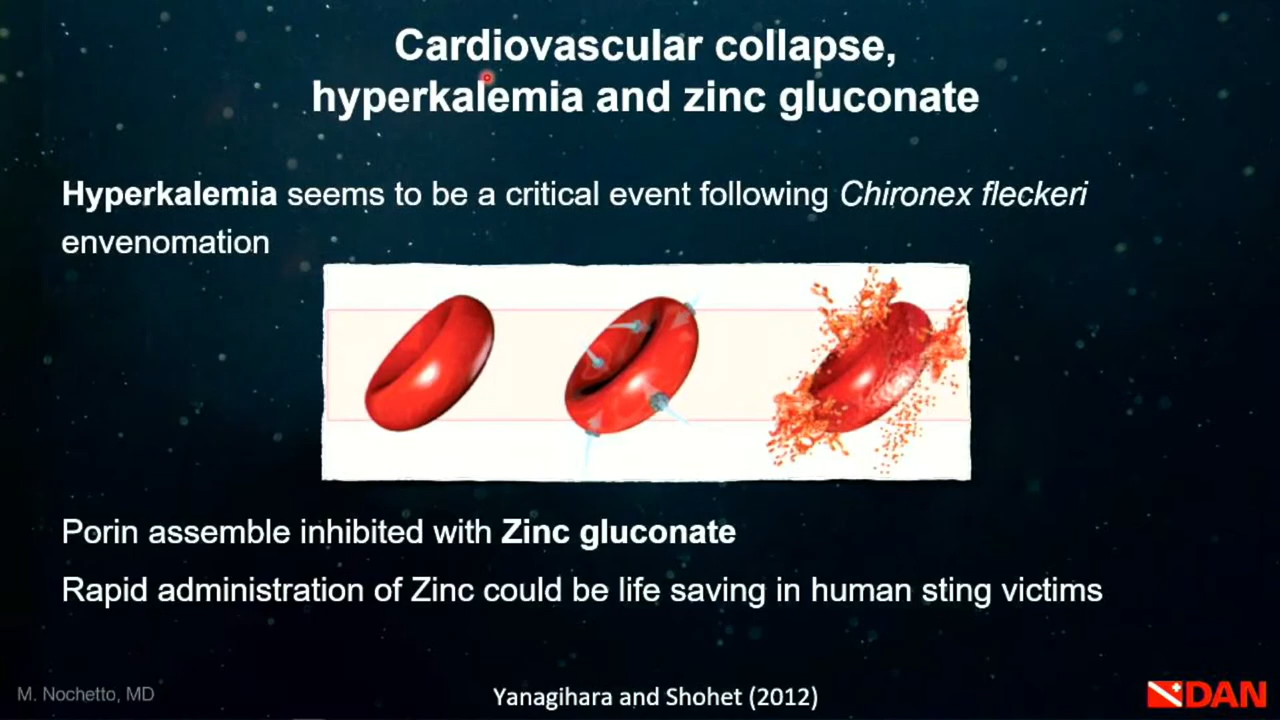 Cardiovascular collapse,
hyperkalemia and zinc gluconate
Hyperkalemia seems to be a critical event following Chironex fleckeri
envenomation
Porin assemble inhibited with Zinc gluconate
Rapid administration of Zinc could be life saving in human sting victims
M. Nochetto, MD
Yanagihara and Shohet (2012)
DAN